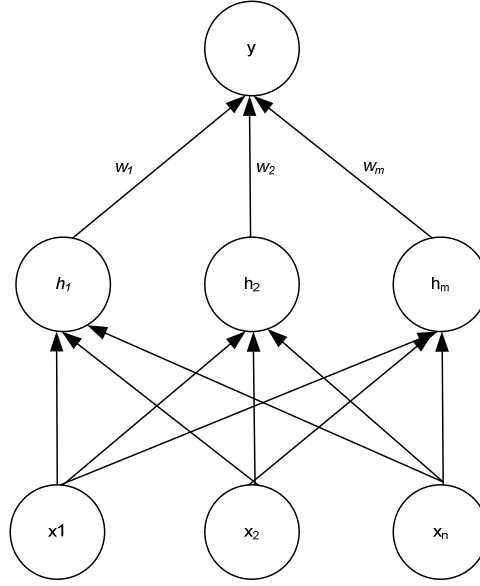 y
w₁ w₂ wₘ
h₁ h₂ hₘ
x1 x₂ xₙ